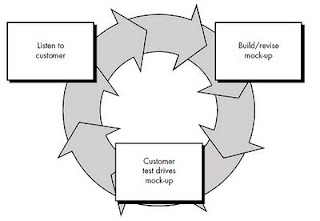 Listen to
customer
Build/revise
mock-up
Customer
test drives
mock-up